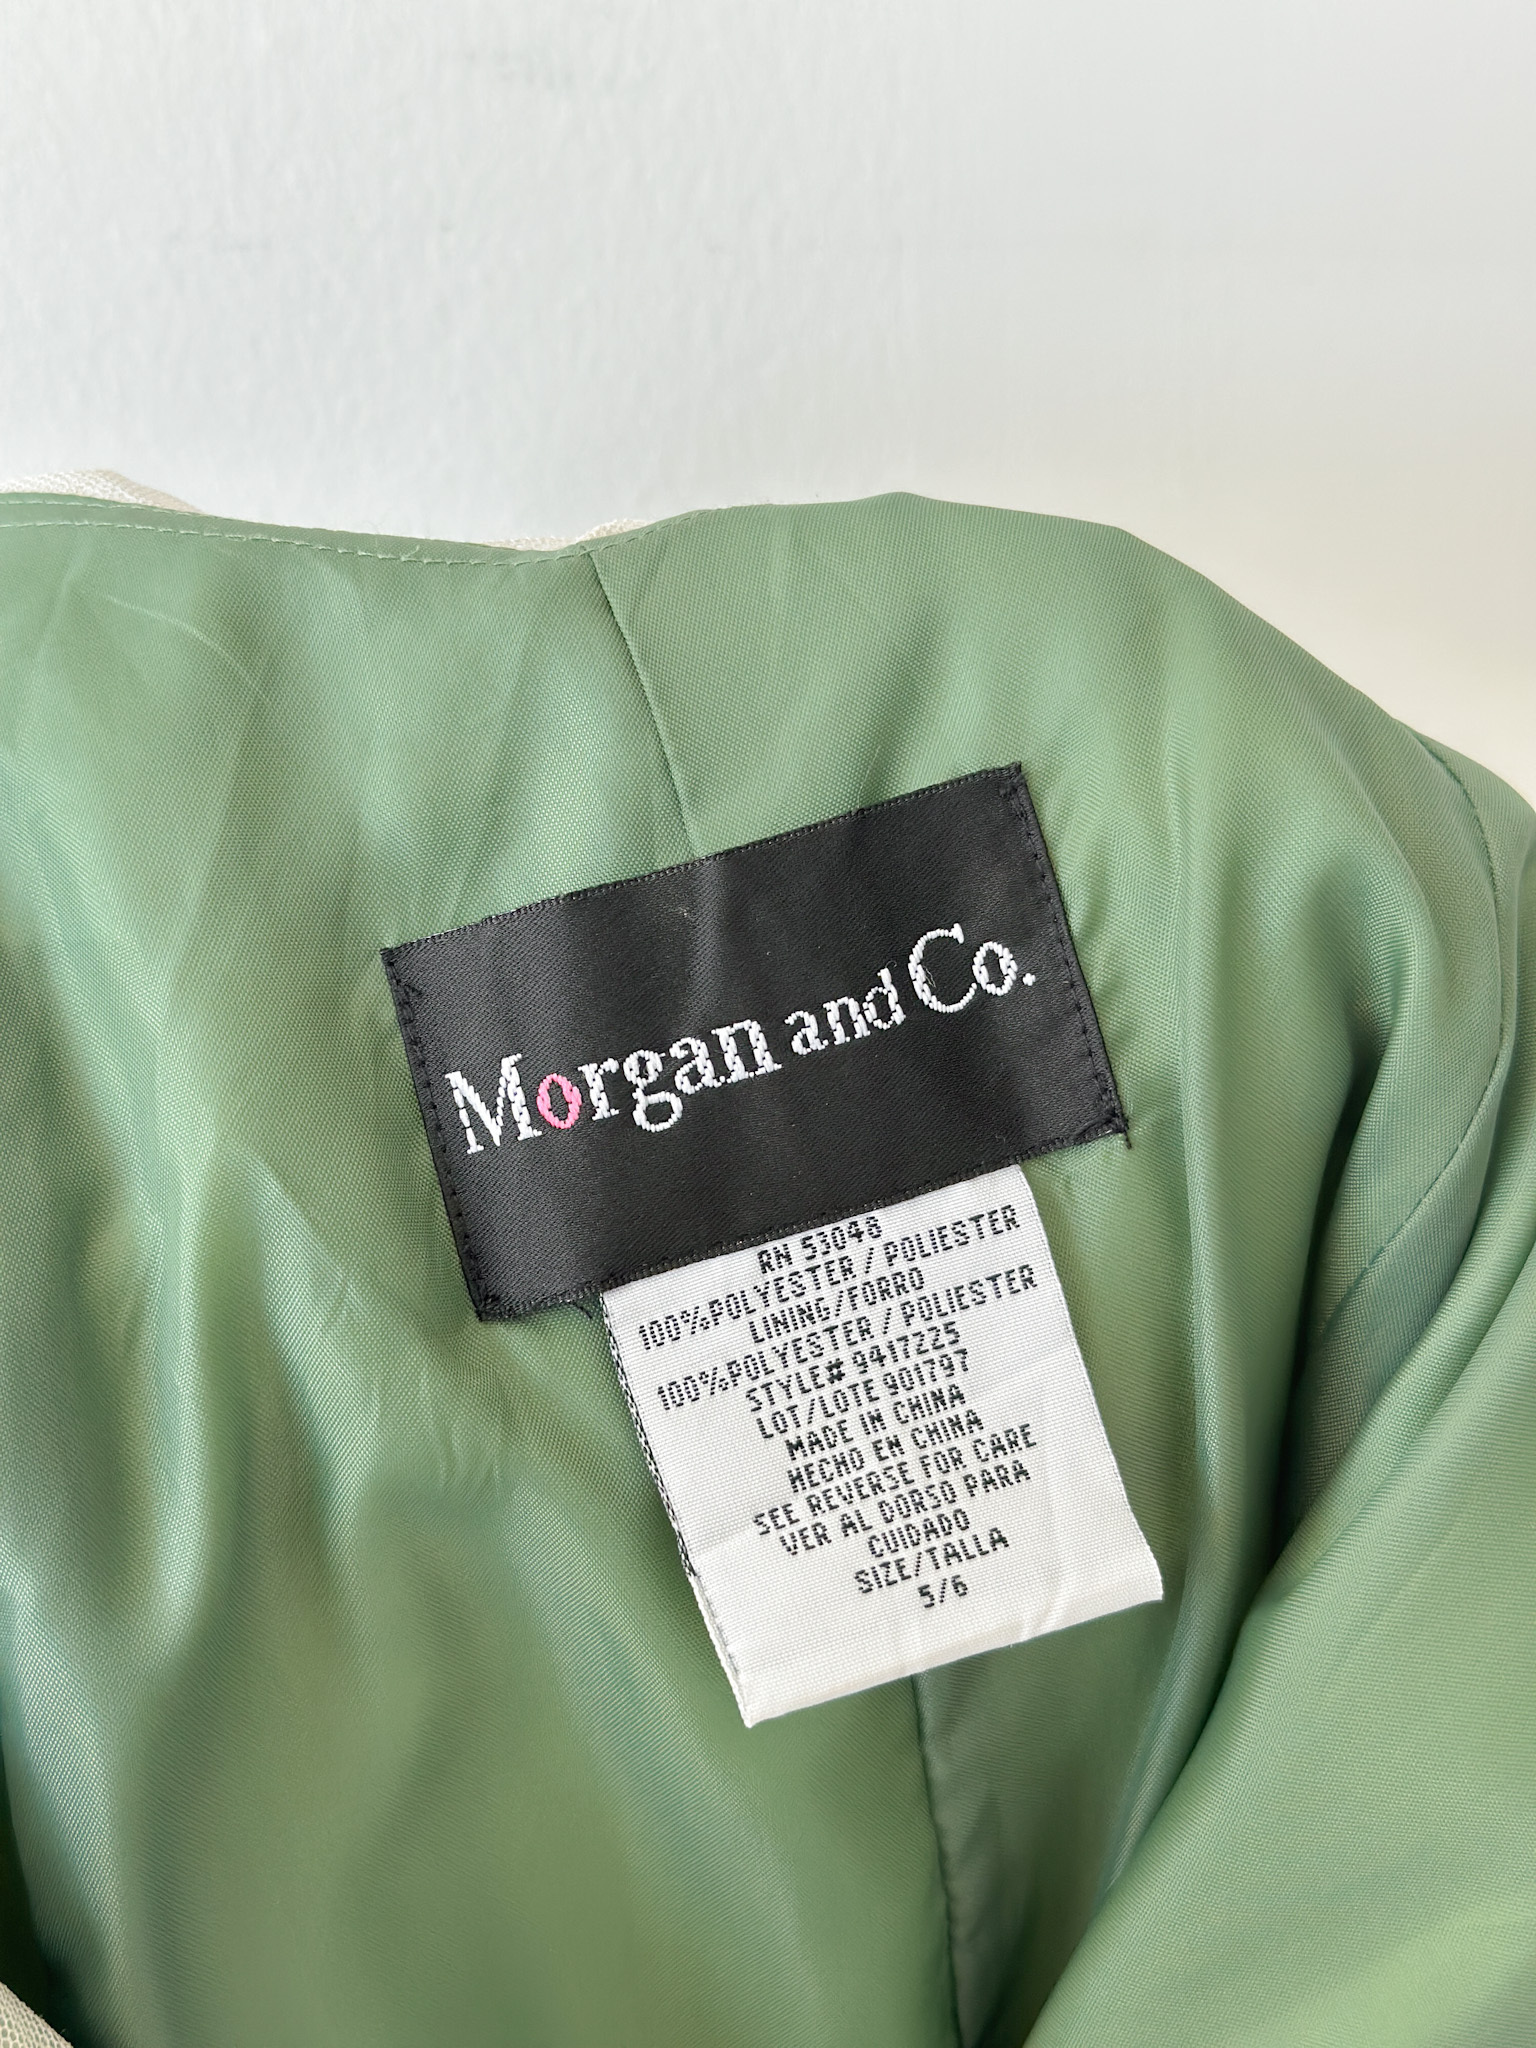 Morgan and Co.
RN 53048
100%POLYESTER / POLIESTER
LINING/FORRO
100%POLYESTER / POLIESTER
STYLE# 9417225
LOT/LOTE 901797
MADE IN CHINA
HECHO EN CHINA
SEE REVERSE FOR CARE
VER AL DORSO PARA
CUIDADO
SIZE/TALLA
5/6